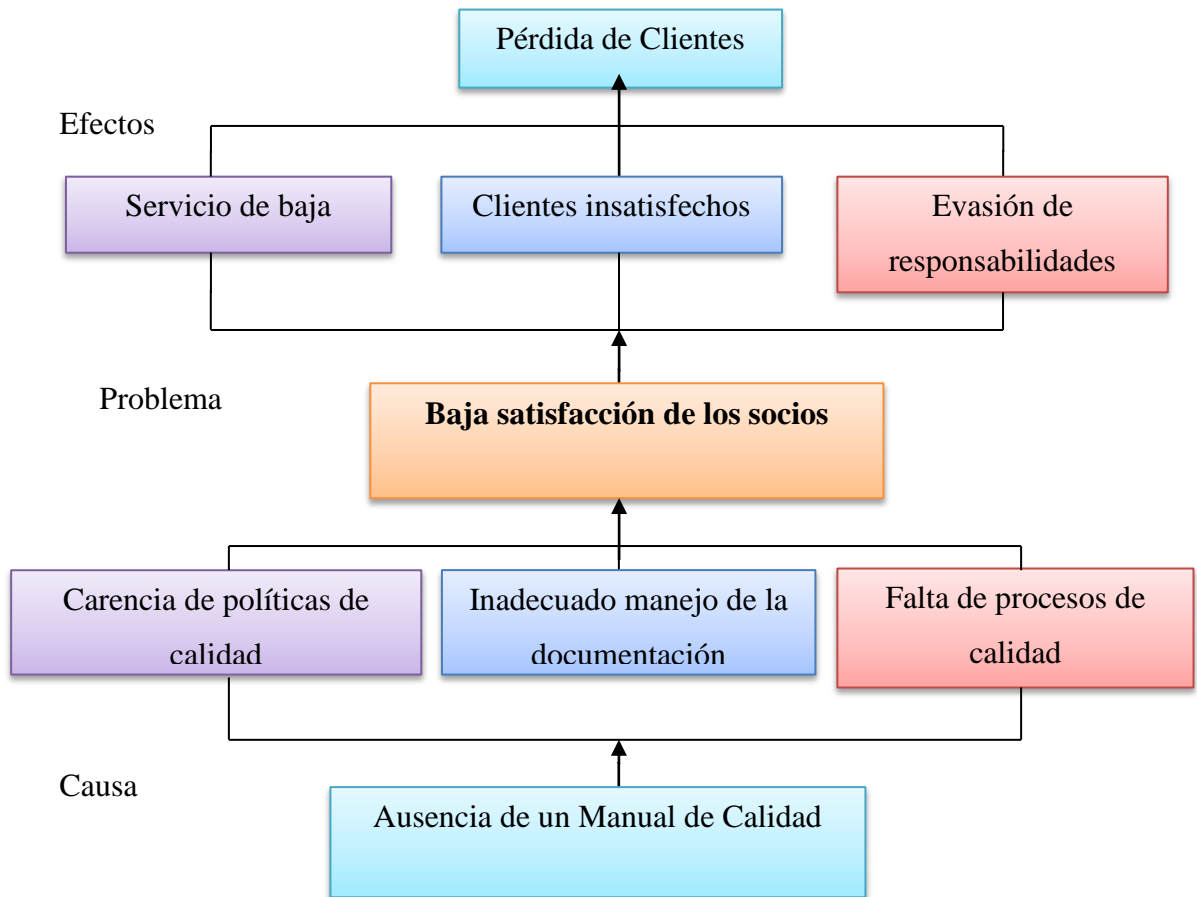 Pérdida de Clientes
Efectos
Servicio de baja
Clientes insatisfechos
Evasión de
responsabilidades
Problema
Baja satisfacción de los socios
Carencia de políticas de
calidad
Inadecuado manejo de la
documentación
Falta de procesos de
calidad
Causa
Ausencia de un Manual de Calidad